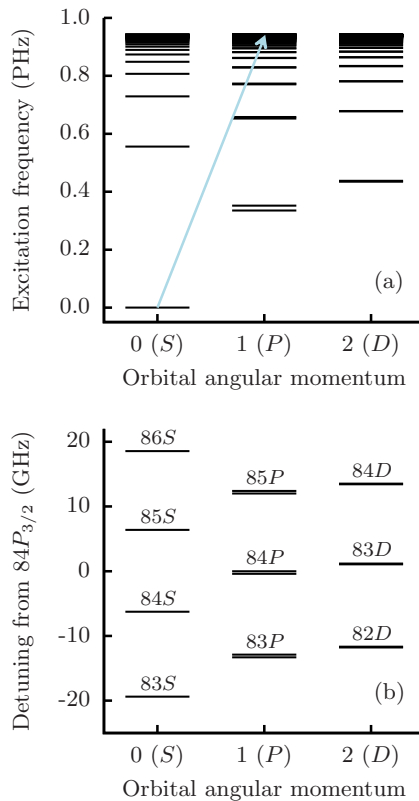 1.0
0.8
0.6
0.4
0.2
0.0
Excitation frequency (PHz)
(a)
0 (S) 1 (P) 2 (D)
Orbital angular momentum
20
10
0
-10
-20
Detuning from 84P3/2 (GHz)
86S
85S
84S
83S
85P
84P
83P
84D
83D
82D
(b)
0 (S) 1 (P) 2 (D)
Orbital angular momentum